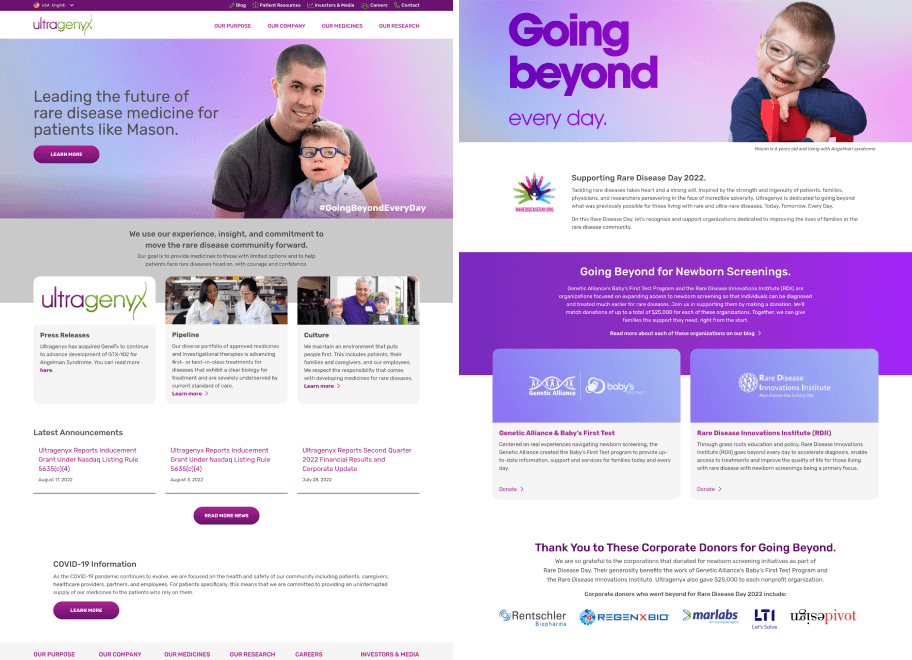 USA English
Blog
Patient Resources
Investors & Media
Careers
Contact
ultragenyx
OUR PURPOSE
OUR COMPANY
OUR MEDICINES
OUR RESEARCH
Leading the future of
rare disease medicine for
patients like Mason.
LEARN MORE
#GoingBeyondEveryDay
We use our experience, insight, and commitment to
move the rare disease community forward.
Our goal is to provide medicines to those with limited options and to help
patients face rare diseases head on, with courage and confidence.
ultragenyx
Press Releases
Ultragenyx has acquired GeneTx to continue
to advance development of GTX-102 for
Angelman Syndrome. You can read more
here.
Pipeline
Our diverse portfolio of approved medicines
and investigational therapies is advancing
first- or best-in-class treatments for
diseases that exhibit a clear biology for
treatment and are severely underserved by
current standard of care.
Learn more
Culture
We maintain an environment that puts
people first. This includes patients, their
families and caregivers, and our employees.
We respect the responsibility that comes
with developing medicines for rare diseases.
Learn more
Latest Announcements
Ultragenyx Reports Inducement
Grant Under Nasdaq Listing Rule
5635(c)(4)
August 17, 2022
Ultragenyx Reports Inducement
Grant Under Nasdaq Listing Rule
5635(c)(4)
August 3, 2022
Ultragenyx Reports Second Quarter
2022 Financial Results and
Corporate Update
July 28, 2022
READ MORE NEWS
COVID-19 Information
As the COVID-19 pandemic continues to evolve, we are focused on the health and safety of our community including patients, caregivers,
healthcare providers, partners, and employees. For patients specifically, this means that we are committed to providing an uninterrupted
supply of our medicines to the patients who rely on them.
LEARN MORE
OUR PURPOSE
OUR COMPANY
OUR MEDICINES
OUR RESEARCH
CAREERS
INVESTORS & MEDIA
Going
beyond
every day.
Mason is 6 years old and living with Angelman syndrome
RAREDISEASEDAY.ORG
Supporting Rare Disease Day 2022.
Tackling rare diseases takes heart and a strong will. Inspired by the strength and ingenuity of patients, families,
physicians, and researchers persevering in the face of incredible adversity. Ultragenyx is dedicated to going beyond
what was previously possible for those living with rare and ultra-rare diseases. Today. Tomorrow. Every Day.
On this Rare Disease Day, let's recognize and support organizations dedicated to improving the lives of families in the
rare disease community.
Going Beyond for Newborn Screenings.
Genetic Alliance's Baby's First Test Program and the Rare Disease Innovations Institute (RDII) are
organizations focused on expanding access to newborn screening so that individuals can be diagnosed
and treated much earlier for rare diseases. Join us in supporting them by making a donation. We'll
match donations of up to a total of $25,000 for each of these organizations. Together, we can give
families the support they need, right from the start.
Read more about each of these organizations on our blog
Genetic Alliance
baby's
Rare Disease
Innovations Institute
Genetic Alliance & Baby's First Test
Centered on real experiences navigating newborn screening, the
Genetic Alliance created the Baby's First Test program to provide up-
to-date information, support and services for families today and every
day.
Donate
Rare Disease Innovations Institute (RDII)
Through grass roots education and policy, Rare Disease Innovations
Institute (RDII) goes beyond every day to accelerate diagnosis, enable
access to treatments and improve the quality of life for those living
with rare disease with newborn screenings being a primary focus.
Donate
Thank You to These Corporate Donors for Going Beyond.
We are so grateful to the corporations that donated for newborn screening initiatives as part of
Rare Disease Day. Their generosity benefits the work of Genetic Alliance's Baby's First Test Program and
the Rare Disease Innovations Institute. Ultragenyx also gave $25,000 to each nonprofit organization.
Corporate donors who went beyond for Rare Disease Day 2022 include:
Rentschler
Biopharma
REGENXBIO
marlabs
LTI
Let's Solve
designpivot